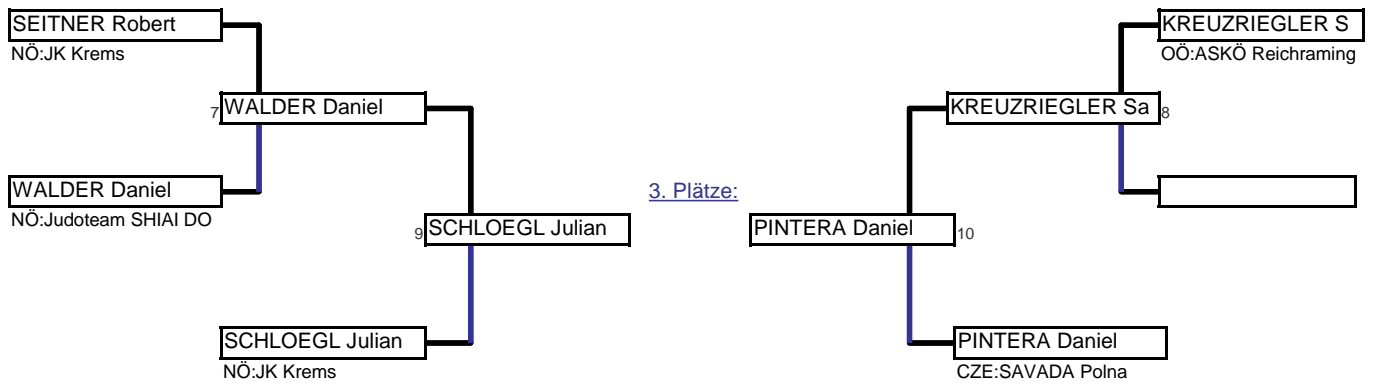 SEITNER Robert
NÖ:JK Krems
7 WALDER Daniel
WALDER Daniel
NÖ:Judoteam SHIAI DO
9 SCHLOEGL Julian
SCHLOEGL Julian
NÖ:JK Krems
3. Plätze:
KREUZRIEGLER S
OÖ:ASKÖ Reichraming
KREUZRIEGLER Sa 8
PINTERA Daniel 10
PINTERA Daniel
CZE:SAVADA Polna